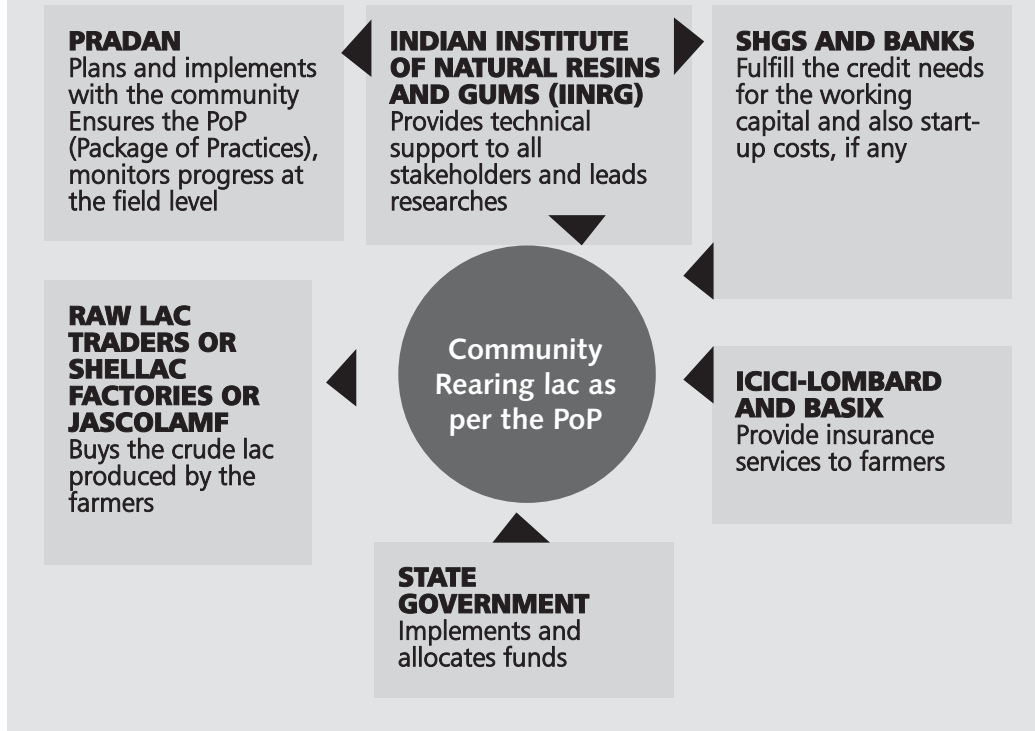 PRADAN
Plans and implements
with the community
Ensures the PoP
(Package of Practices),
monitors progress at
the field level
INDIAN INSTITUTE
OF NATURAL RESINS
AND GUMS (IINRG)
Provides technical
support to all
stakeholders and leads
researches
SHGS AND BANKS
Fulfill the credit needs
for the working
capital and also start-
up costs, if any
RAW LAC
TRADERS OR
SHELLAC
FACTORIES OR
JASCOLAMF
Buys the crude lac
produced by the
farmers
Community
Rearing lac as
per the PoP
ICICI-LOMBARD
AND BASIX
Provide insurance
services to farmers
STATE
GOVERNMENT
Implements and
allocates funds